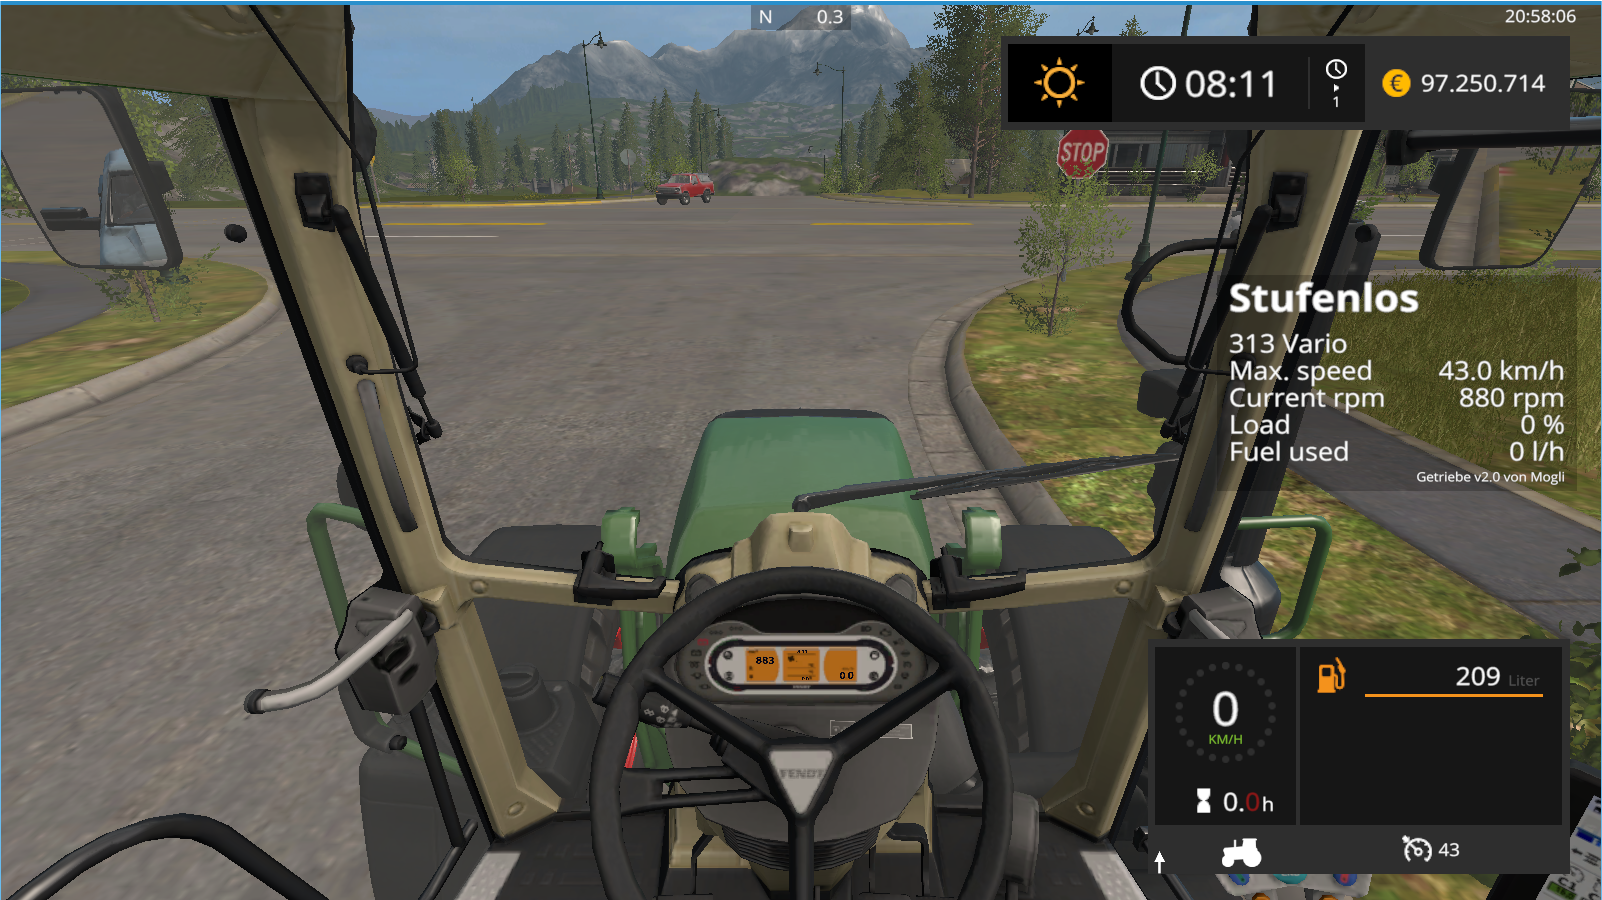 N 0.3
20:58:06
08:11
1
€ 97.250.714
STOP
Stufenlos
313 Vario
Max. speed 43.0 km/h
Current rpm 880 rpm
Load 0 %
Fuel used 0 l/h
Getriebe v2.0 von Mogli
883
0 0
FENDT
0
KM/H
209 Liter
0.0h
43